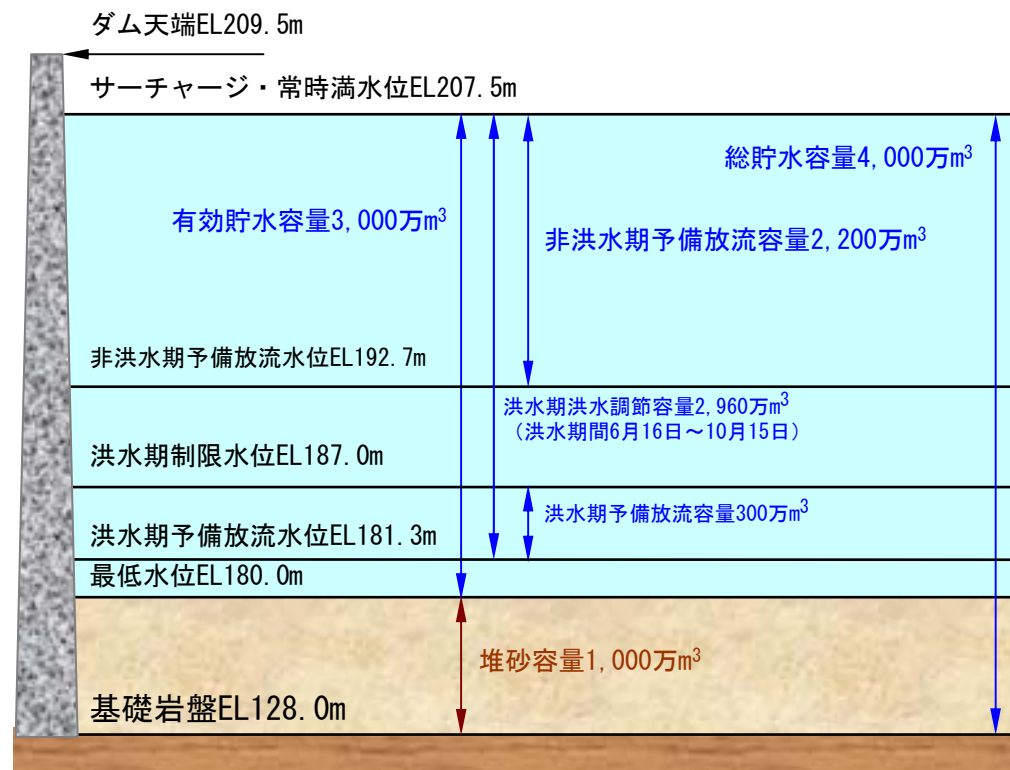 ダム天端EL209.5m
サーチャージ・常時満水位EL207.5m
総貯水容量4,000万m³
有効貯水容量3,000万m³
非洪水期予備放流容量2,200万m³
非洪水期予備放流水位EL192.7m
洪水期洪水調節容量2,960万m³
（洪水期間6月16日～10月15日）
洪水期制限水位EL187.0m
洪水期予備放流容量300万m³
洪水期予備放流水位EL181.3m
最低水位EL180.0m
堆砂容量1,000万m³
基礎岩盤EL128.0m